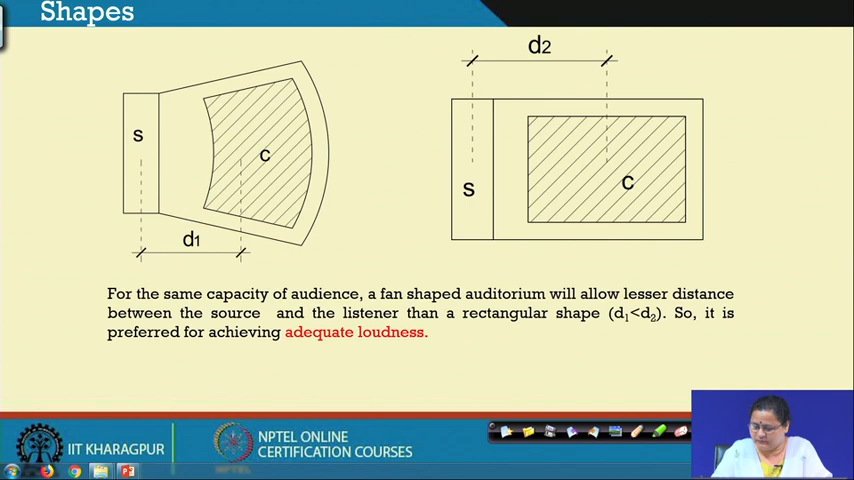 Shapes
d2
s
c
s
c
d1
For the same capacity of audience, a fan shaped auditorium will allow lesser distance
between the source and the listener than a rectangular shape (d1<d2). So, it is
preferred for achieving adequate loudness.
IIT KHARAGPUR
NPTEL ONLINE
CERTIFICATION COURSES
NPTEL